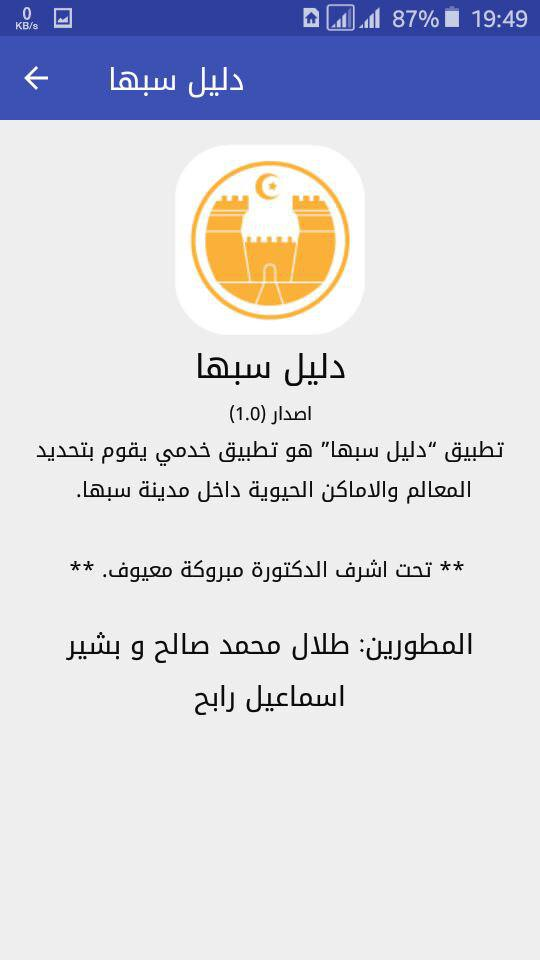 0
KB/s
87%
19:49
دليل سبها
دليل سبها
اصدار (1.0)
تطبيق “دليل سبها” هو تطبيق خدمي يقوم بتحديد
المعالم والاماكن الحيوية داخل مدينة سبها.
** تحت اشرف الدكتورة مبروكة معيوف. **
المطورين: طلال محمد صالح و بشير
اسماعيل رابح